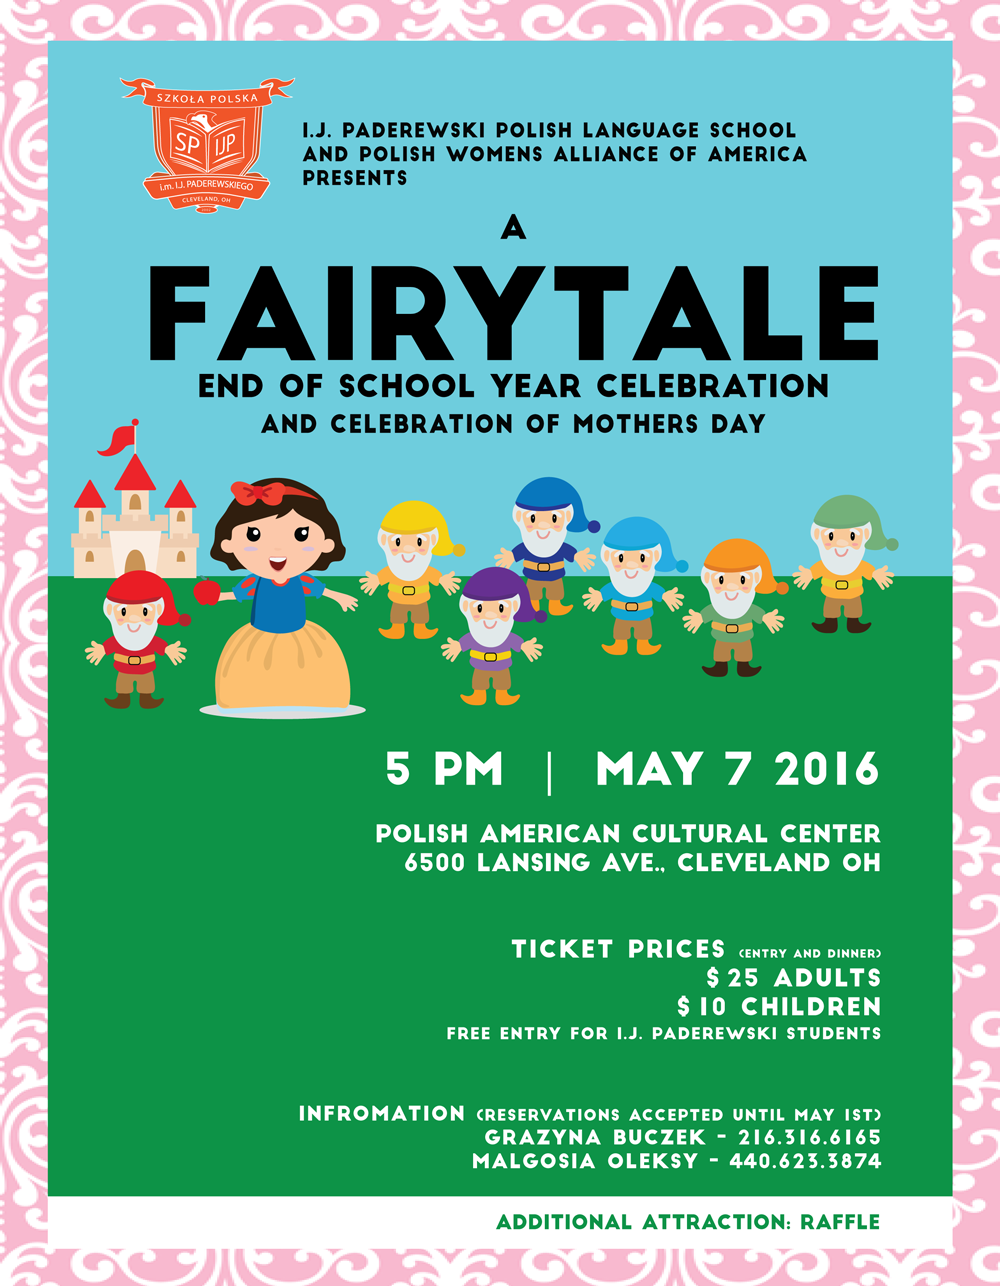 SZKOŁA POLSKA
SP IJP
i.m. I.J. PADEREWSKIEGO
CLEVELAND, OH
I.J. PADEREWSKI POLISH LANGUAGE SCHOOL
AND POLISH WOMENS ALLIANCE OF AMERICA
PRESENTS
A
FAIRYTALE
END OF SCHOOL YEAR CELEBRATION
AND CELEBRATION OF MOTHERS DAY
5 PM | MAY 7 2016
POLISH AMERICAN CULTURAL CENTER
6500 LANSING AVE., CLEVELAND OH
TICKET PRICES (ENTRY AND DINNER)
$25 ADULTS
$10 CHILDREN
FREE ENTRY FOR I.J. PADEREWSKI STUDENTS
INFROMATION (RESERVATIONS ACCEPTED UNTIL MAY 1ST)
GRAZYNA BUCZEK - 216.316.6165
MALGOSIA OLEKSY - 440.623.3874
ADDITIONAL ATTRACTION: RAFFLE